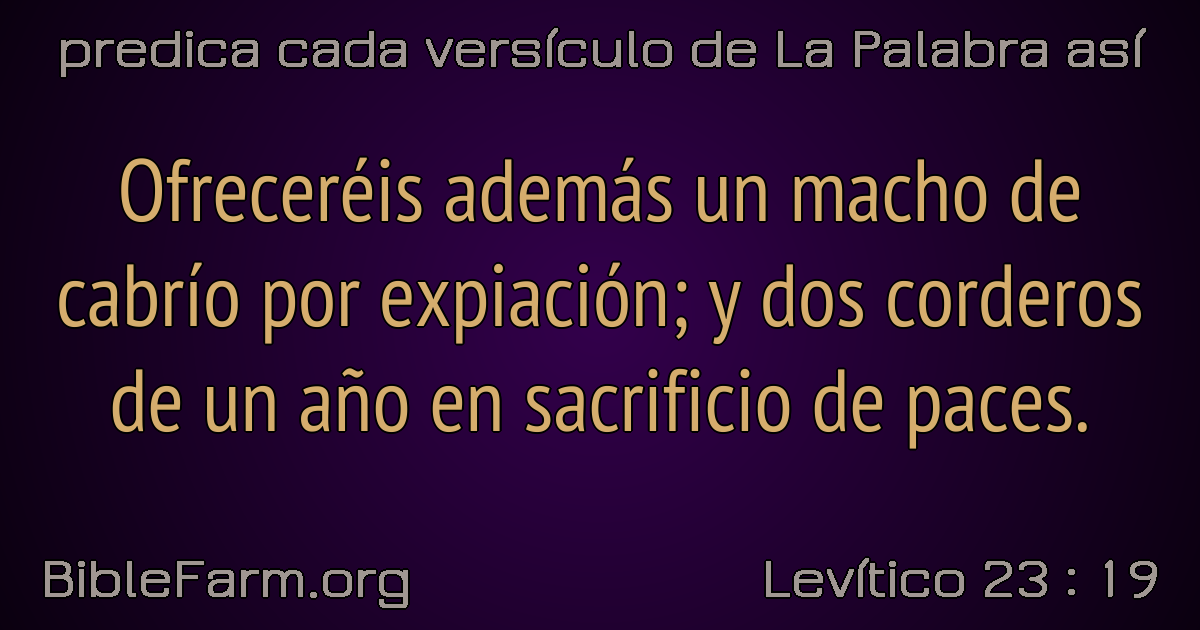 predica cada versículo de La Palabra así
Ofreceréis además un macho de
cabrío por expiación; y dos corderos
de un año en sacrificio de paces.
BibleFarm.org
Levítico 23 : 19